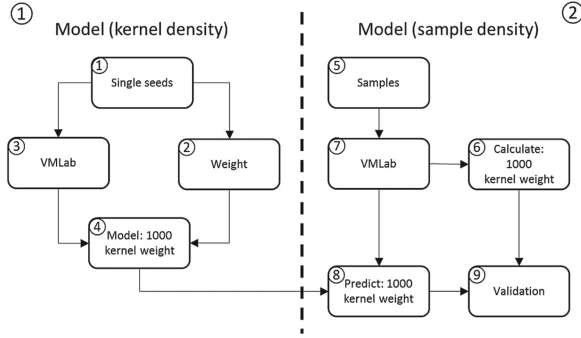 ①
Model (kernel density)
①
Single seeds
③
VMLab
②
Weight
④
Model: 1000
kernel weight
②
Model (sample density)
⑤
Samples
⑦
VMLab
⑥
Calculate:
1000
kernel weight
⑧
Predict: 1000
kernel weight
⑨
Validation